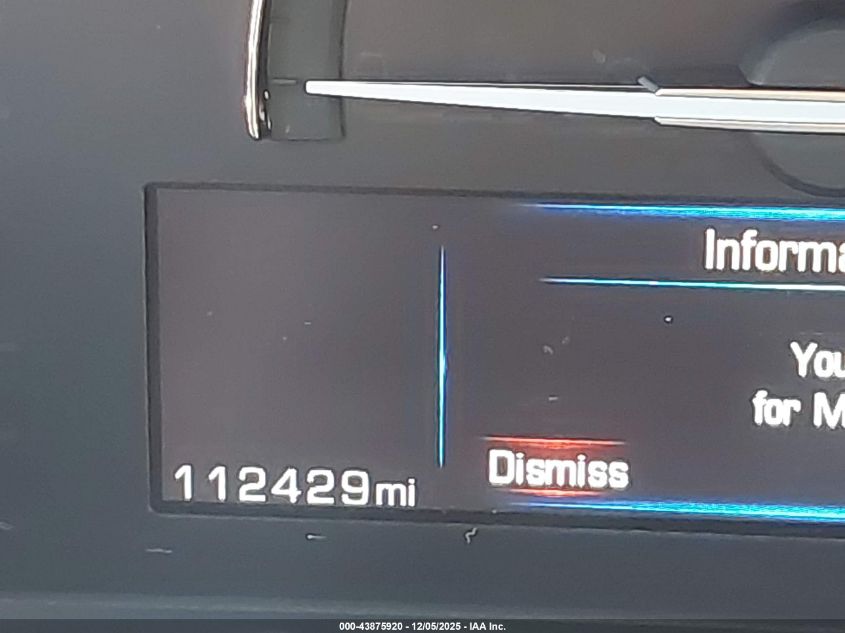 Informa
You
for M
Dismiss
112429mi
000-43875920 - 12/05/2025 - IAA Inc.